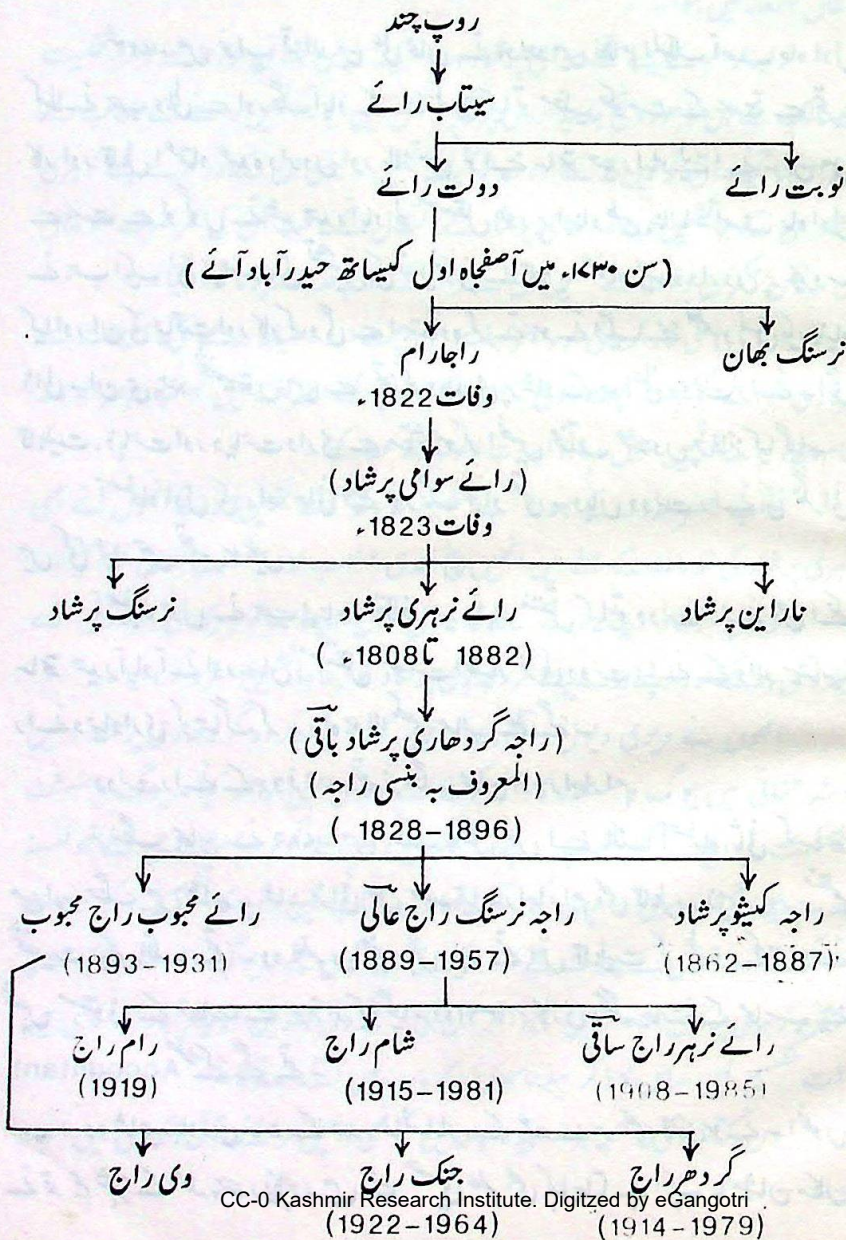 روپ چند
سیتاب رائے
نوبت رائے
دولت رائے
(سن ۱۷۳۰ء میں آصفجاہ اول کیساتھ حیدرآباد آئے)
نرسنگ بھان
راجارام
وفات 1822ء
(رائے سوامی پرشاد)
وفات 1823ء
ناراین پرشاد
رائے نرہری پرشاد
نرسنگ پرشاد
(1882 تا 1808ء)
(راجہ گردھاری پرشاد باقی)
(المعروف بہ بنسی راجہ)
(1828-1896)
راجہ کیشو پرشاد
راجہ نرسنگ راج عالی
رائے محبوب راج محبوب
(1862-1887)
(1889-1957)
(1893-1931)
رائے نرہر راج ساقی
شام راج
رام راج
(1908-1985)
(1915-1981)
(1919)
گردھر راج
جنک راج
وی راج
CC-0 Kashmir Research Institute. Digitzed by eGangotri
(1914-1979)
(1922-1964)